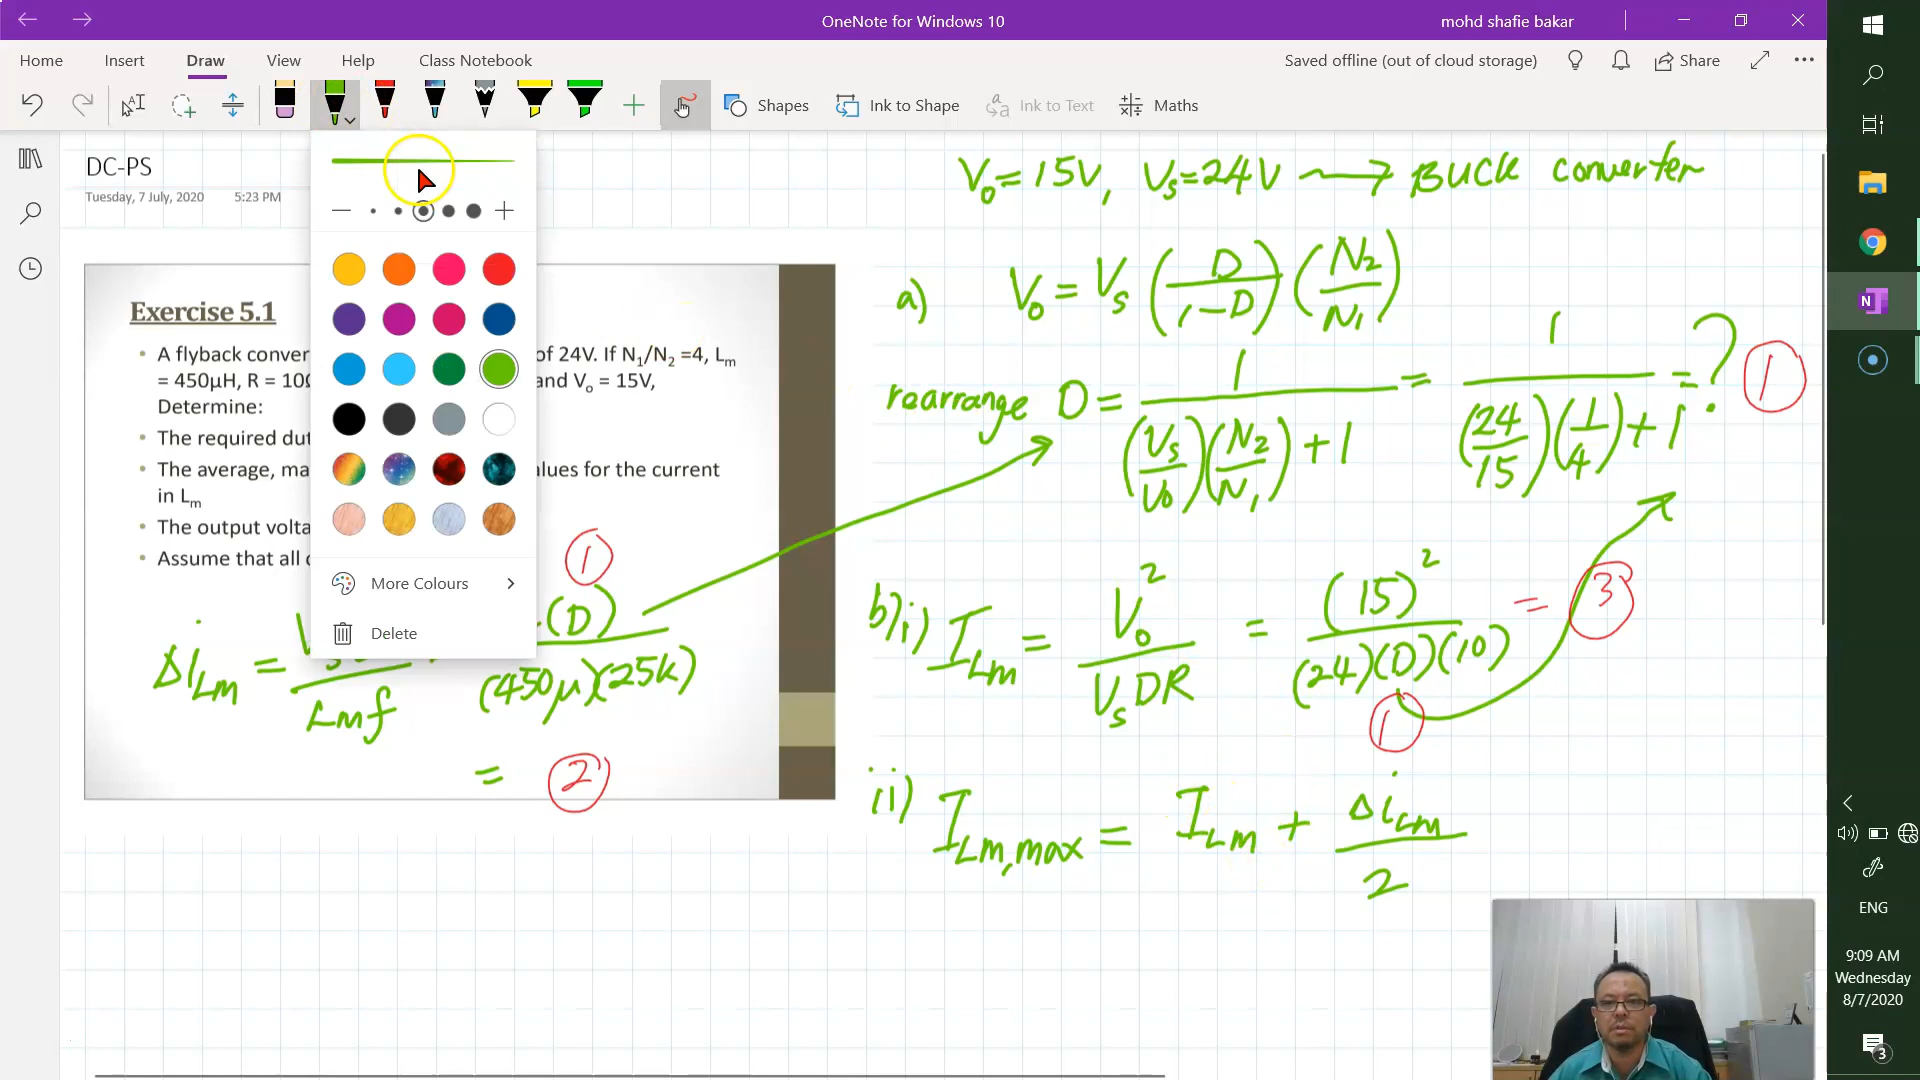 OneNote for Windows 10
mohd shafie bakar
Home Insert Draw View Help Class Notebook
Saved offline (out of cloud storage)
Share
Shapes
Ink to Shape
Ink to Text
Maths
DC-PS
Tuesday, 7 July, 2020 5:23 PM
Exercise 5.1
• A flyback conver of 24V. If N1/N2 =4, Lm
= 450μH, R = 10Ω and Vo = 15V,
Determine:
• The required dut
• The average, ma alues for the current
in Lm
• The output volta
• Assume that all c
More Colours
Delete
ΔiLm = Vs (D)
Lmf (450μ)(25k)
①
= ②
Vo = 15V, Vs = 24V → BUCK converter
a) Vo = Vs (D/1-D) (N2/N1)
rearrange D = 1/((Vs/Vo)(N2/N1) + 1) = 1/((24/15)(1/4) + 1) = ? ①
b)i) ILm = Vo²/VsDR = (15)²/(24)(D)(10) = ③
①
ii) ILm,max = ILm + ΔiLm/2
ENG
9:09 AM
Wednesday
8/7/2020
3